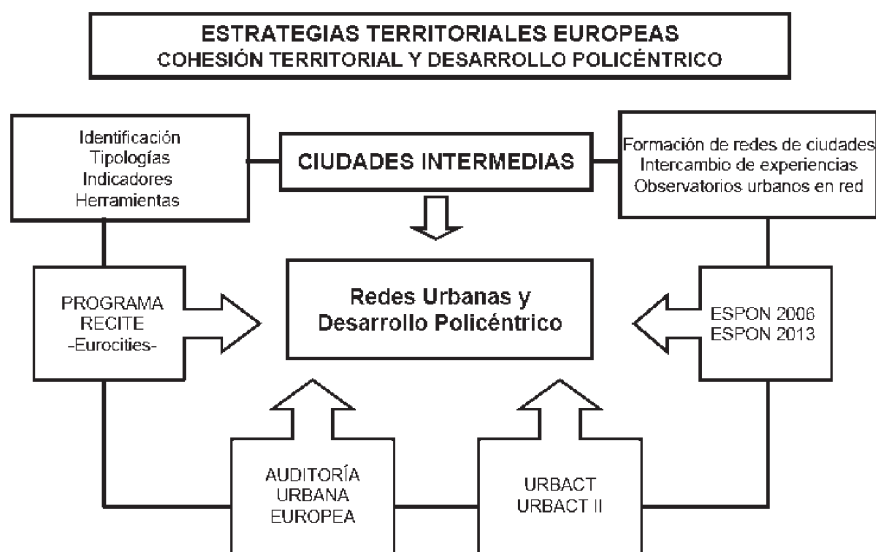 ESTRATEGIAS TERRITORIALES EUROPEAS
COHESIÓN TERRITORIAL Y DESARROLLO POLICÉNTRICO
Identificación
Tipologías
Indicadores
Herramientas
CIUDADES INTERMEDIAS
Formación de redes de ciudades
Intercambio de experiencias
Observatorios urbanos en red
PROGRAMA
RECITE
-Eurocities-
Redes Urbanas y
Desarrollo Policéntrico
ESPON 2006
ESPON 2013
AUDITORÍA
URBANA
EUROPEA
URBACT
URBACT II